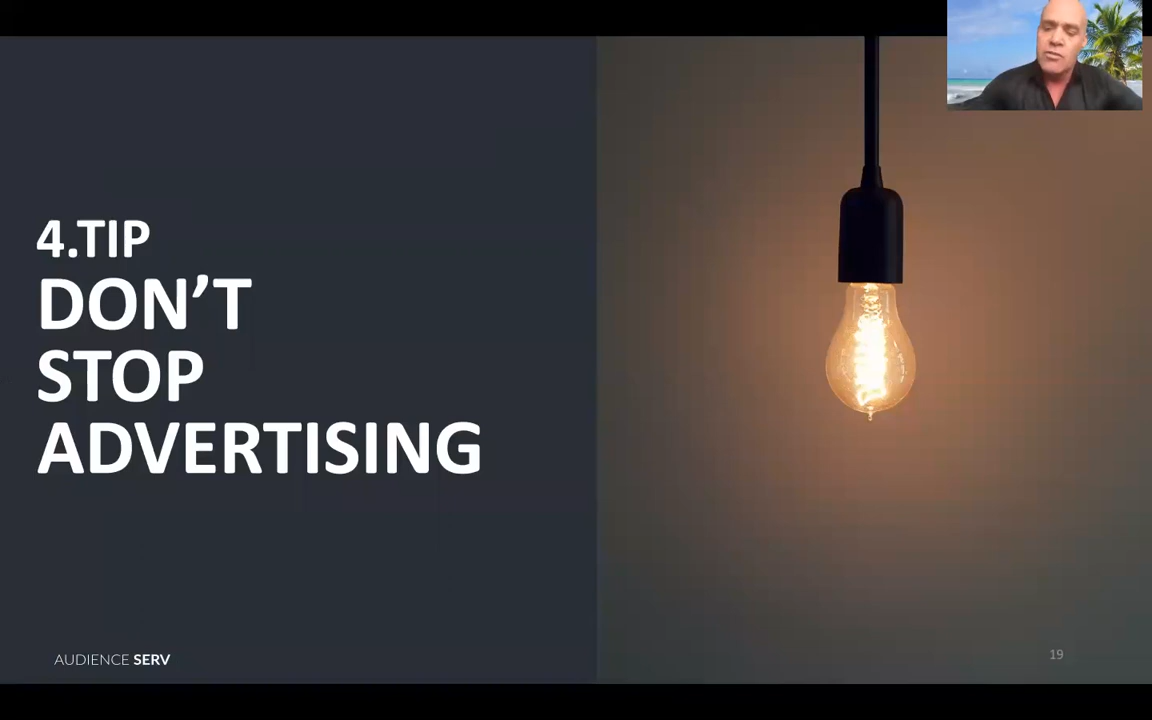 4.TIP
DON’T
STOP
ADVERTISING
AUDIENCE SERV
19